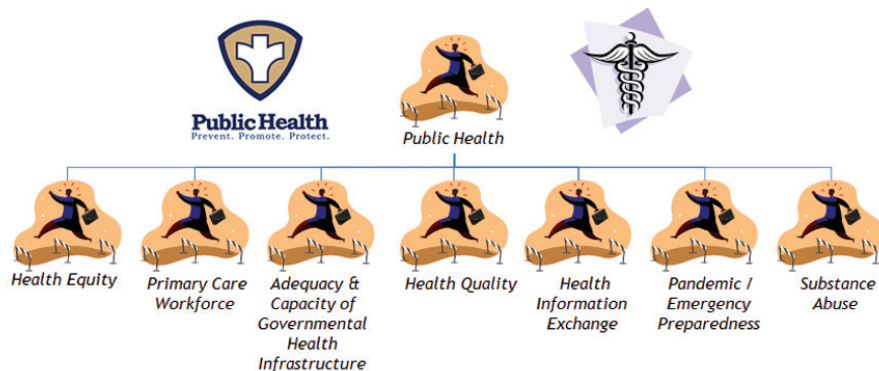 Public Health
Prevent. Promote. Protect.
Public Health
Health Equity
Primary Care
Workforce
Adequacy &
Capacity of
Governmental
Health
Infrastructure
Health Quality
Health
Information
Exchange
Pandemic /
Emergency
Preparedness
Substance
Abuse